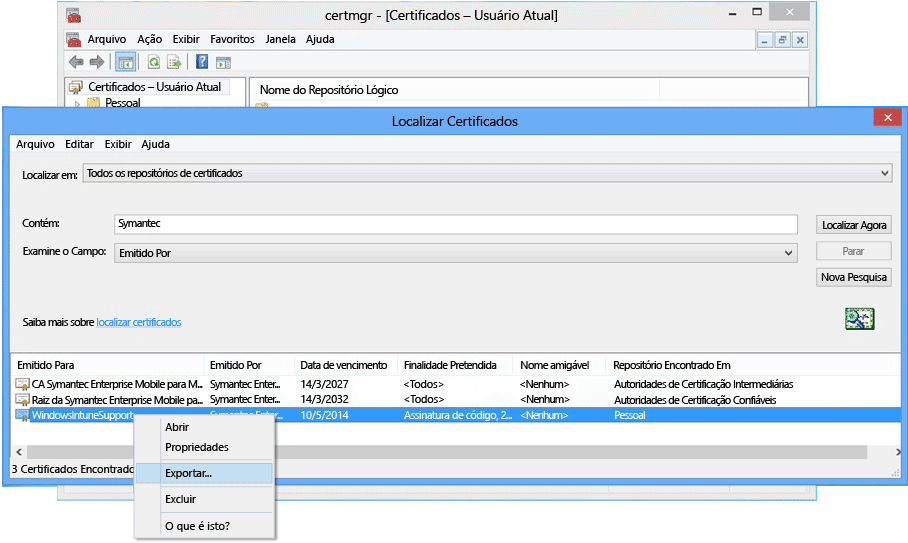 certmgr - [Certificados – Usuário Atual]
Arquivo Ação Exibir Favoritos Janela Ajuda
Certificados – Usuário Atual
Nome do Repositório Lógico
Pessoal
Localizar Certificados
Arquivo Editar Exibir Ajuda
Localizar em: Todos os repositórios de certificados
Contém: Symantec
Localizar Agora
Examine o Campo: Emitido Por
Parar
Nova Pesquisa
Saiba mais sobre localizar certificados
Emitido Para Emitido Por Data de vencimento Finalidade Pretendida Nome amigável Repositório Encontrado Em
CA Symantec Enterprise Mobile para M... Symantec Enter... 14/3/2027 <Todos> <Nenhum> Autoridades de Certificação Intermediárias
Raiz da Symantec Enterprise Mobile pa... Symantec Enter... 14/3/2032 <Todos> <Nenhum> Autoridades de Certificação Confiáveis
WindowsIntuneSupport Symantec Enter... 10/5/2014 Assinatura de código, 2... <Nenhum> Pessoal
Abrir
Propriedades
3 Certificados Encontrado
Exportar...
Excluir
O que é isto?